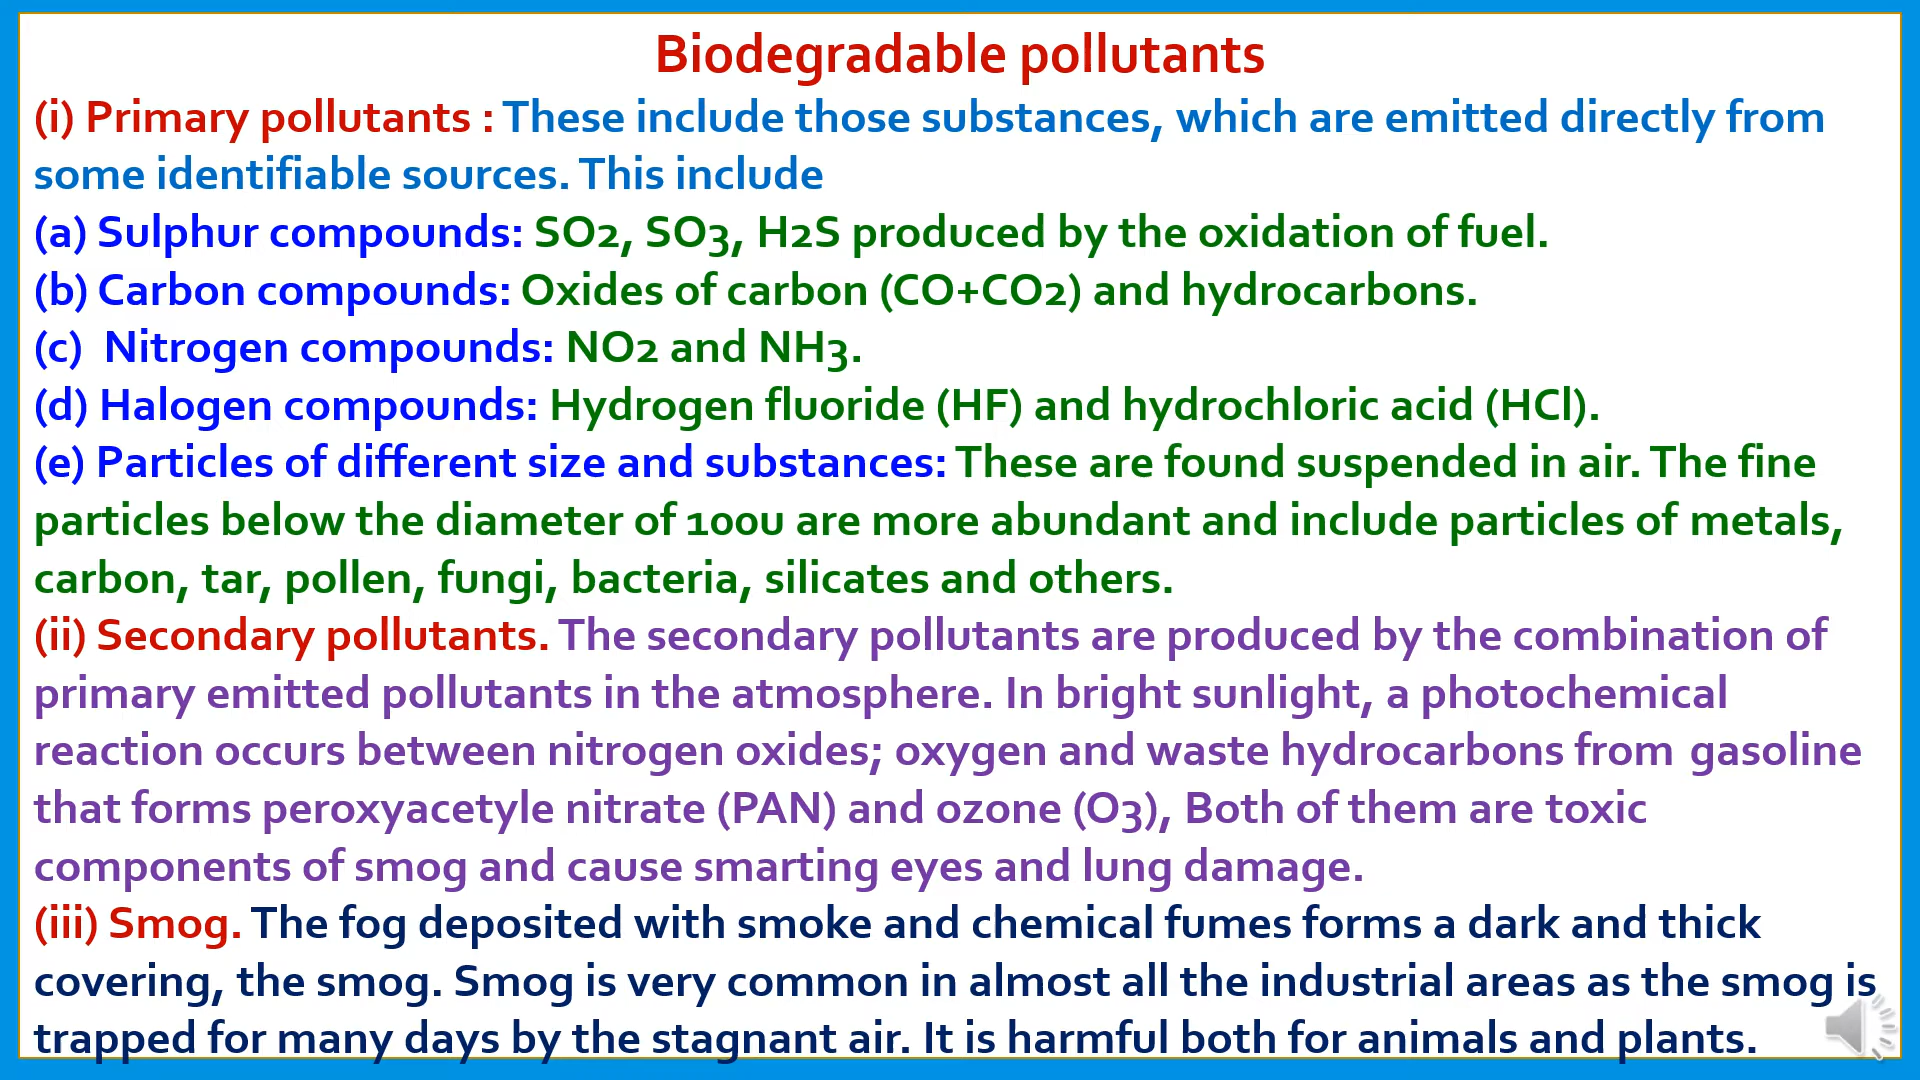 Biodegradable pollutants
(i) Primary pollutants : These include those substances, which are emitted directly from
some identifiable sources. This include
(a) Sulphur compounds: SO2, SO3, H2S produced by the oxidation of fuel.
(b) Carbon compounds: Oxides of carbon (CO+CO2) and hydrocarbons.
(c)  Nitrogen compounds: NO2 and NH3.
(d) Halogen compounds: Hydrogen fluoride (HF) and hydrochloric acid (HCl).
(e) Particles of different size and substances: These are found suspended in air. The fine
particles below the diameter of 100u are more abundant and include particles of metals,
carbon, tar, pollen, fungi, bacteria, silicates and others.
(ii) Secondary pollutants. The secondary pollutants are produced by the combination of
primary emitted pollutants in the atmosphere. In bright sunlight, a photochemical
reaction occurs between nitrogen oxides; oxygen and waste hydrocarbons from  gasoline
that forms peroxyacetyle nitrate (PAN) and ozone (O3), Both of them are toxic
components of smog and cause smarting eyes and lung damage.
(iii) Smog. The fog deposited with smoke and chemical fumes forms a dark and thick
covering, the smog. Smog is very common in almost all the industrial areas as the smog is
trapped for many days by the stagnant air. It is harmful both for animals and plants.